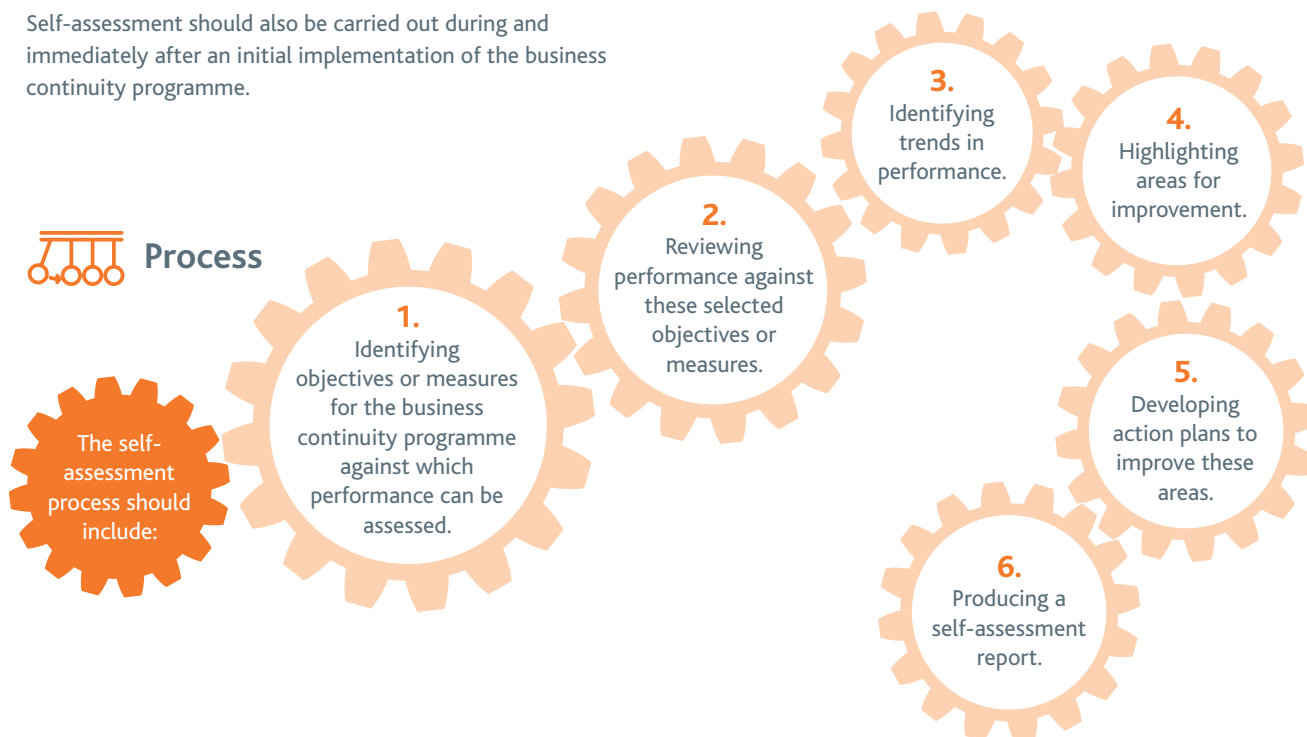 Self-assessment should also be carried out during and
immediately after an initial implementation of the business
continuity programme.
Process
The self-
assessment
process should
include:
1.
Identifying
objectives or measures
for the business
continuity programme
against which
performance can be
assessed.
2.
Reviewing
performance against
these selected
objectives or
measures.
3.
Identifying
trends in
performance.
4.
Highlighting
areas for
improvement.
5.
Developing
action plans to
improve these
areas.
6.
Producing a
self-assessment
report.